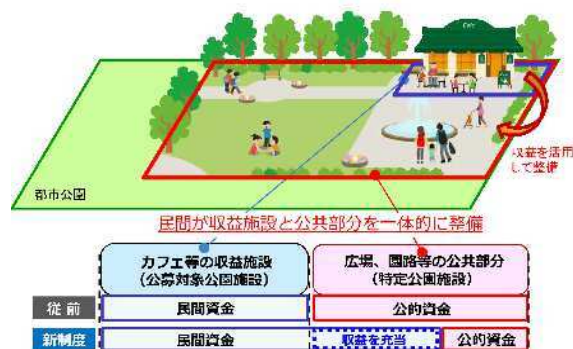 CAFE
収益を活用
して整備
都市公園
民間が収益施設と公共部分を一体的に整備
カフェ等の収益施設
(公募対象公園施設)
広場、園路等の公共部分
(特定公園施設)
従前
民間資金
公的資金
新制度
民間資金
収益を充当
公的資金